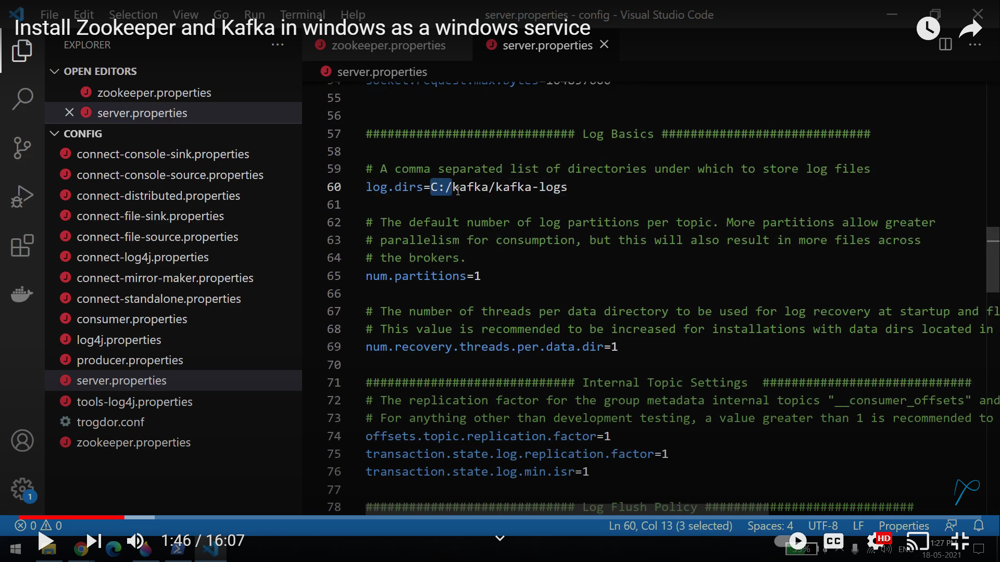 File Edit Selection View Go Run Terminal Help server.properties - config - Visual Studio Code
Install Zookeeper and Kafka in windows as a windows service
EXPLORER
zookeeper.properties
server.properties
OPEN EDITORS
server.properties
zookeeper.properties
server.properties
CONFIG
connect-console-sink.properties
connect-console-source.properties
connect-distributed.properties
connect-file-sink.properties
connect-file-source.properties
connect-log4j.properties
connect-mirror-maker.properties
connect-standalone.properties
consumer.properties
log4j.properties
producer.properties
server.properties
tools-log4j.properties
trogdor.conf
zookeeper.properties
54 socket.request.max.bytes=104857600
55
56
57 ############################# Log Basics #############################
58
59 # A comma separated list of directories under which to store log files
60 log.dirs=C:/kafka/kafka-logs
61
62 # The default number of log partitions per topic. More partitions allow greater
63 # parallelism for consumption, but this will also result in more files across
64 # the brokers.
65 num.partitions=1
66
67 # The number of threads per data directory to be used for log recovery at startup and fl
68 # This value is recommended to be increased for installations with data dirs located in
69 num.recovery.threads.per.data.dir=1
70
71 ############################# Internal Topic Settings  #############################
72 # The replication factor for the group metadata internal topics "__consumer_offsets" and
73 # For anything other than development testing, a value greater than 1 is recommended to
74 offsets.topic.replication.factor=1
75 transaction.state.log.replication.factor=1
76 transaction.state.log.min.isr=1
77
78 ############################# Log Flush Policy #############################
1
0 0 Ln 60, Col 13 (3 selected) Spaces: 4 UTF-8 LF Properties
1:46 / 16:07
CC
HD
ENG
1:27 PM
18-05-2021